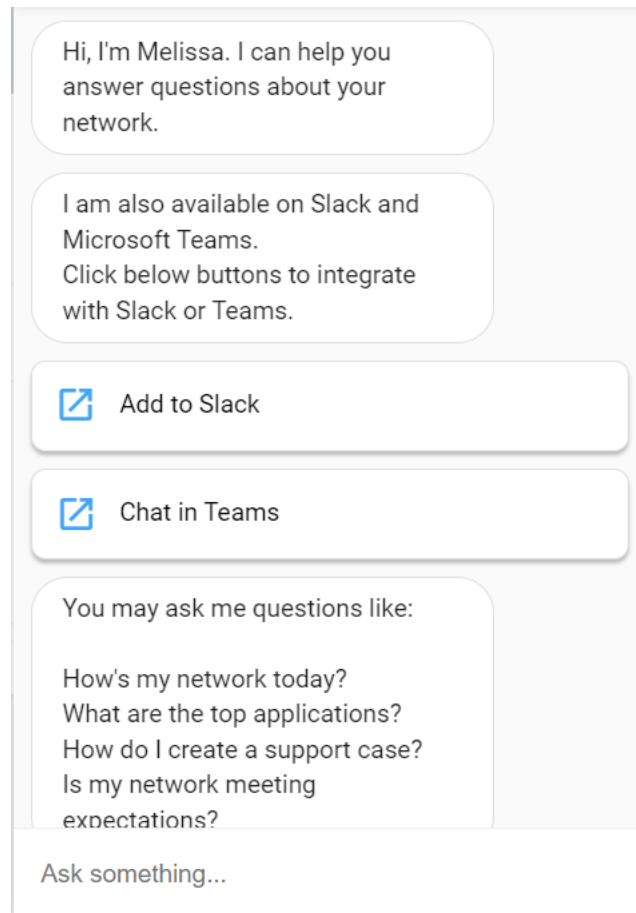 Hi, I'm Melissa. I can help you
answer questions about your
network.
I am also available on Slack and
Microsoft Teams.
Click below buttons to integrate
with Slack or Teams.
Add to Slack
Chat in Teams
You may ask me questions like:
How's my network today?
What are the top applications?
How do I create a support case?
Is my network meeting
expectations?
Ask something...